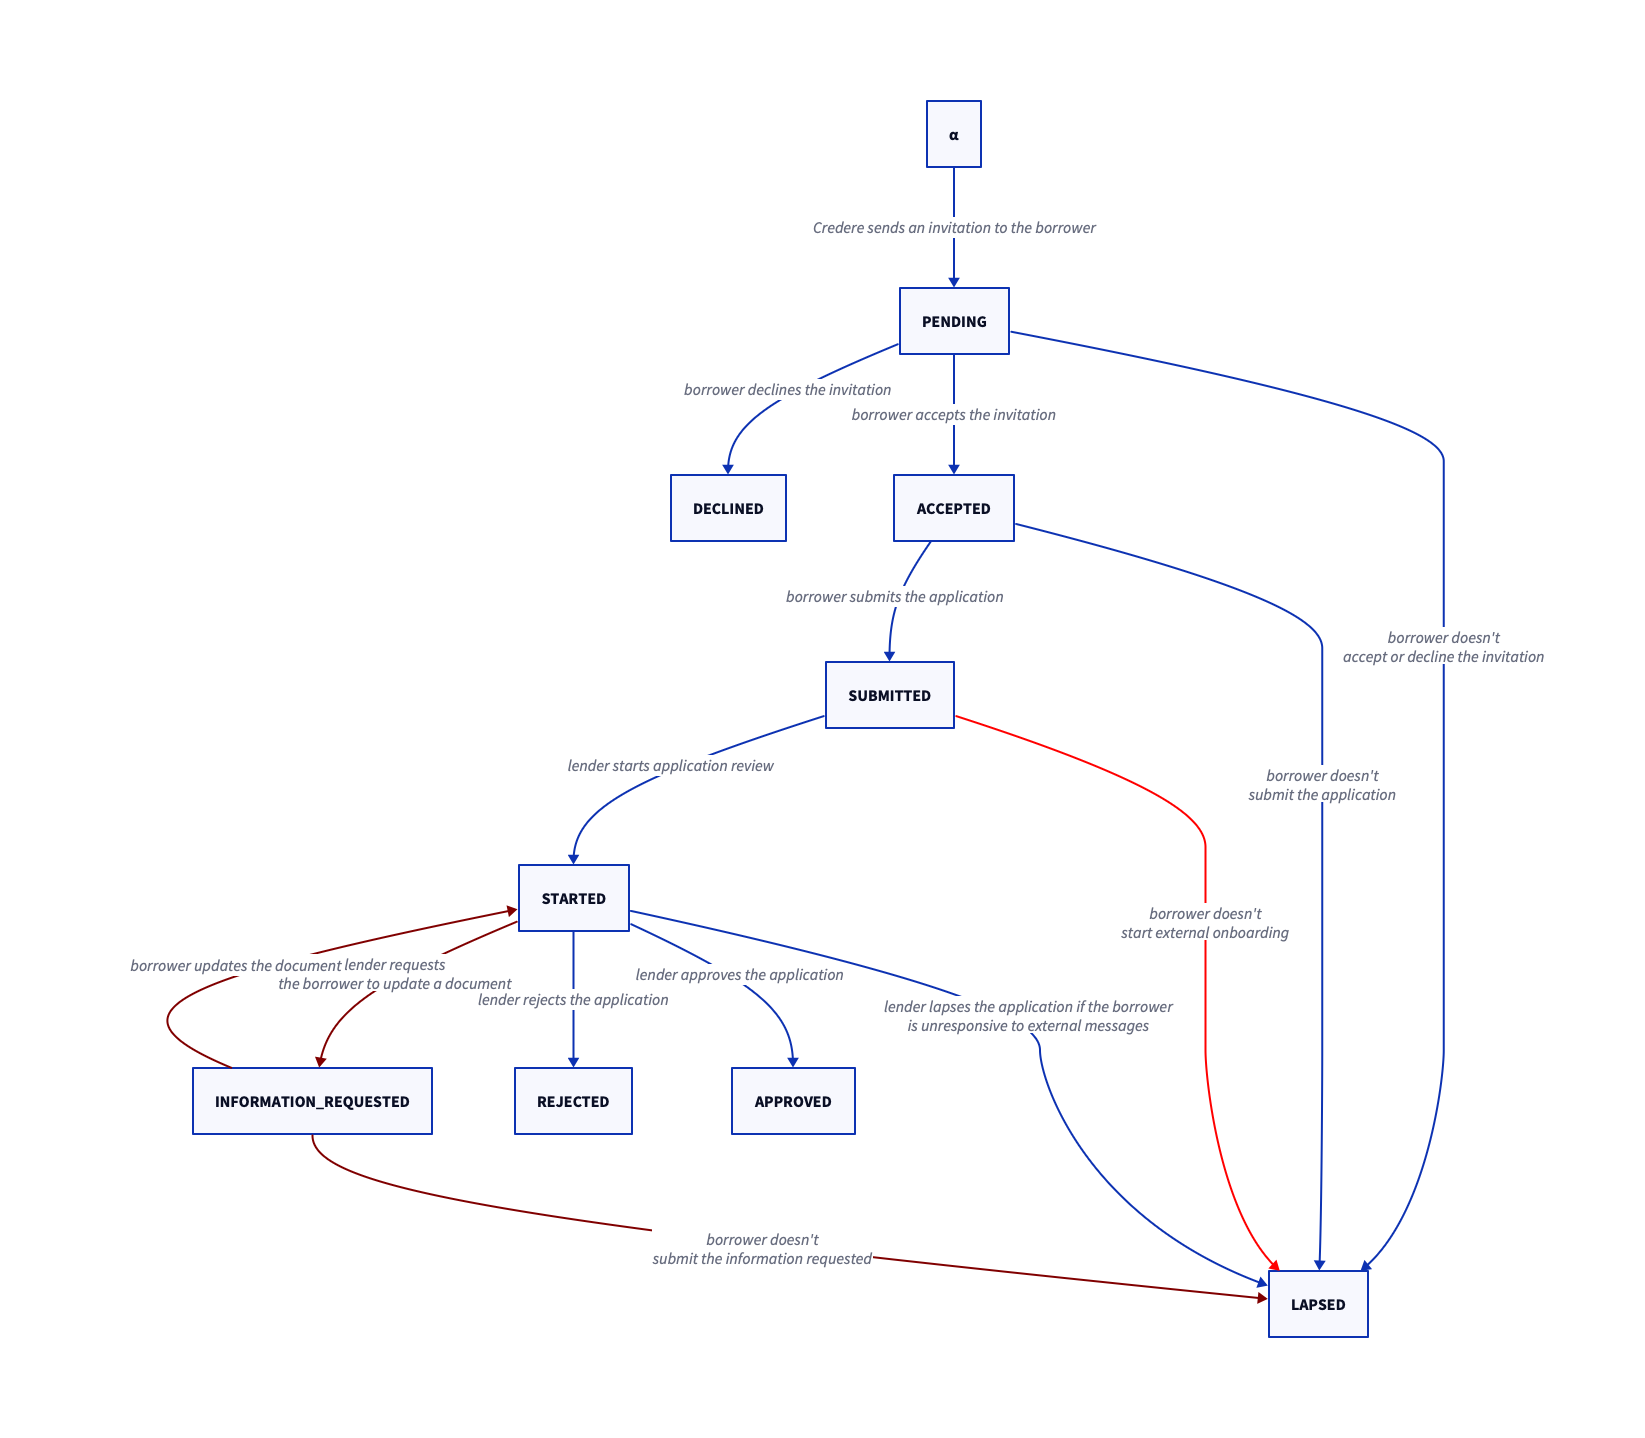 α
Credere sends an invitation to the borrower
PENDING
borrower declines the invitation
borrower accepts the invitation
DECLINED
ACCEPTED
borrower submits the application
borrower doesn't
accept or decline the invitation
SUBMITTED
lender starts application review
borrower doesn't
submit the application
STARTED
borrower doesn't
start external onboarding
borrower updates the document
lender requests
the borrower to update a document
lender rejects the application
lender approves the application
lender lapses the application if the borrower
is unresponsive to external messages
INFORMATION_REQUESTED
REJECTED
APPROVED
borrower doesn't
submit the information requested
LAPSED